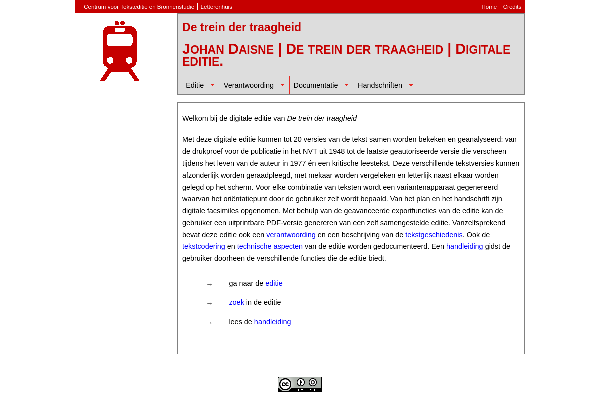 Centrum voor Teksteditie en Bronnenstudie | Letterenhuis
Home Credits
De trein der traagheid
JOHAN DAISNE | DE TREIN DER TRAAGHEID | DIGITALE
EDITIE.
Editie Verantwoording Documentatie Handschriften
Welkom bij de digitale editie van De trein der traagheid
Met deze digitale editie kunnen tot 20 versies van de tekst samen worden bekeken en geanalyseerd: van
de drukproef voor de publicatie in het NVT uit 1948 tot de laatste geautoriseerde versie die verscheen
tijdens het leven van de auteur in 1977 én een kritische leestekst. Deze verschillende tekstversies kunnen
afzonderlijk worden geraadpleegd, met mekaar worden vergeleken en letterlijk naast elkaar worden
gelegd op het scherm. Voor elke combinatie van teksten wordt een variantenapparaat gegenereerd
waarvan het oriëntatiepunt door de gebruiker zelf wordt bepaald. Van het plan en het handschrift zijn
digitale facsimiles opgenomen. Met behulp van de geavanceerde exportfuncties van de editie kan de
gebruiker een uitprintbare PDF-versie genereren van een zelf samengestelde editie. Vanzelfsprekend
bevat deze editie ook een verantwoording en een beschrijving van de tekstgeschiedenis. Ook de
tekstcodering en technische aspecten van de editie worden gedocumenteerd. Een handleiding gidst de
gebruiker doorheen de verschillende functies die de editie biedt.
→ ga naar de editie
→ zoek in de editie
→ lees de handleiding